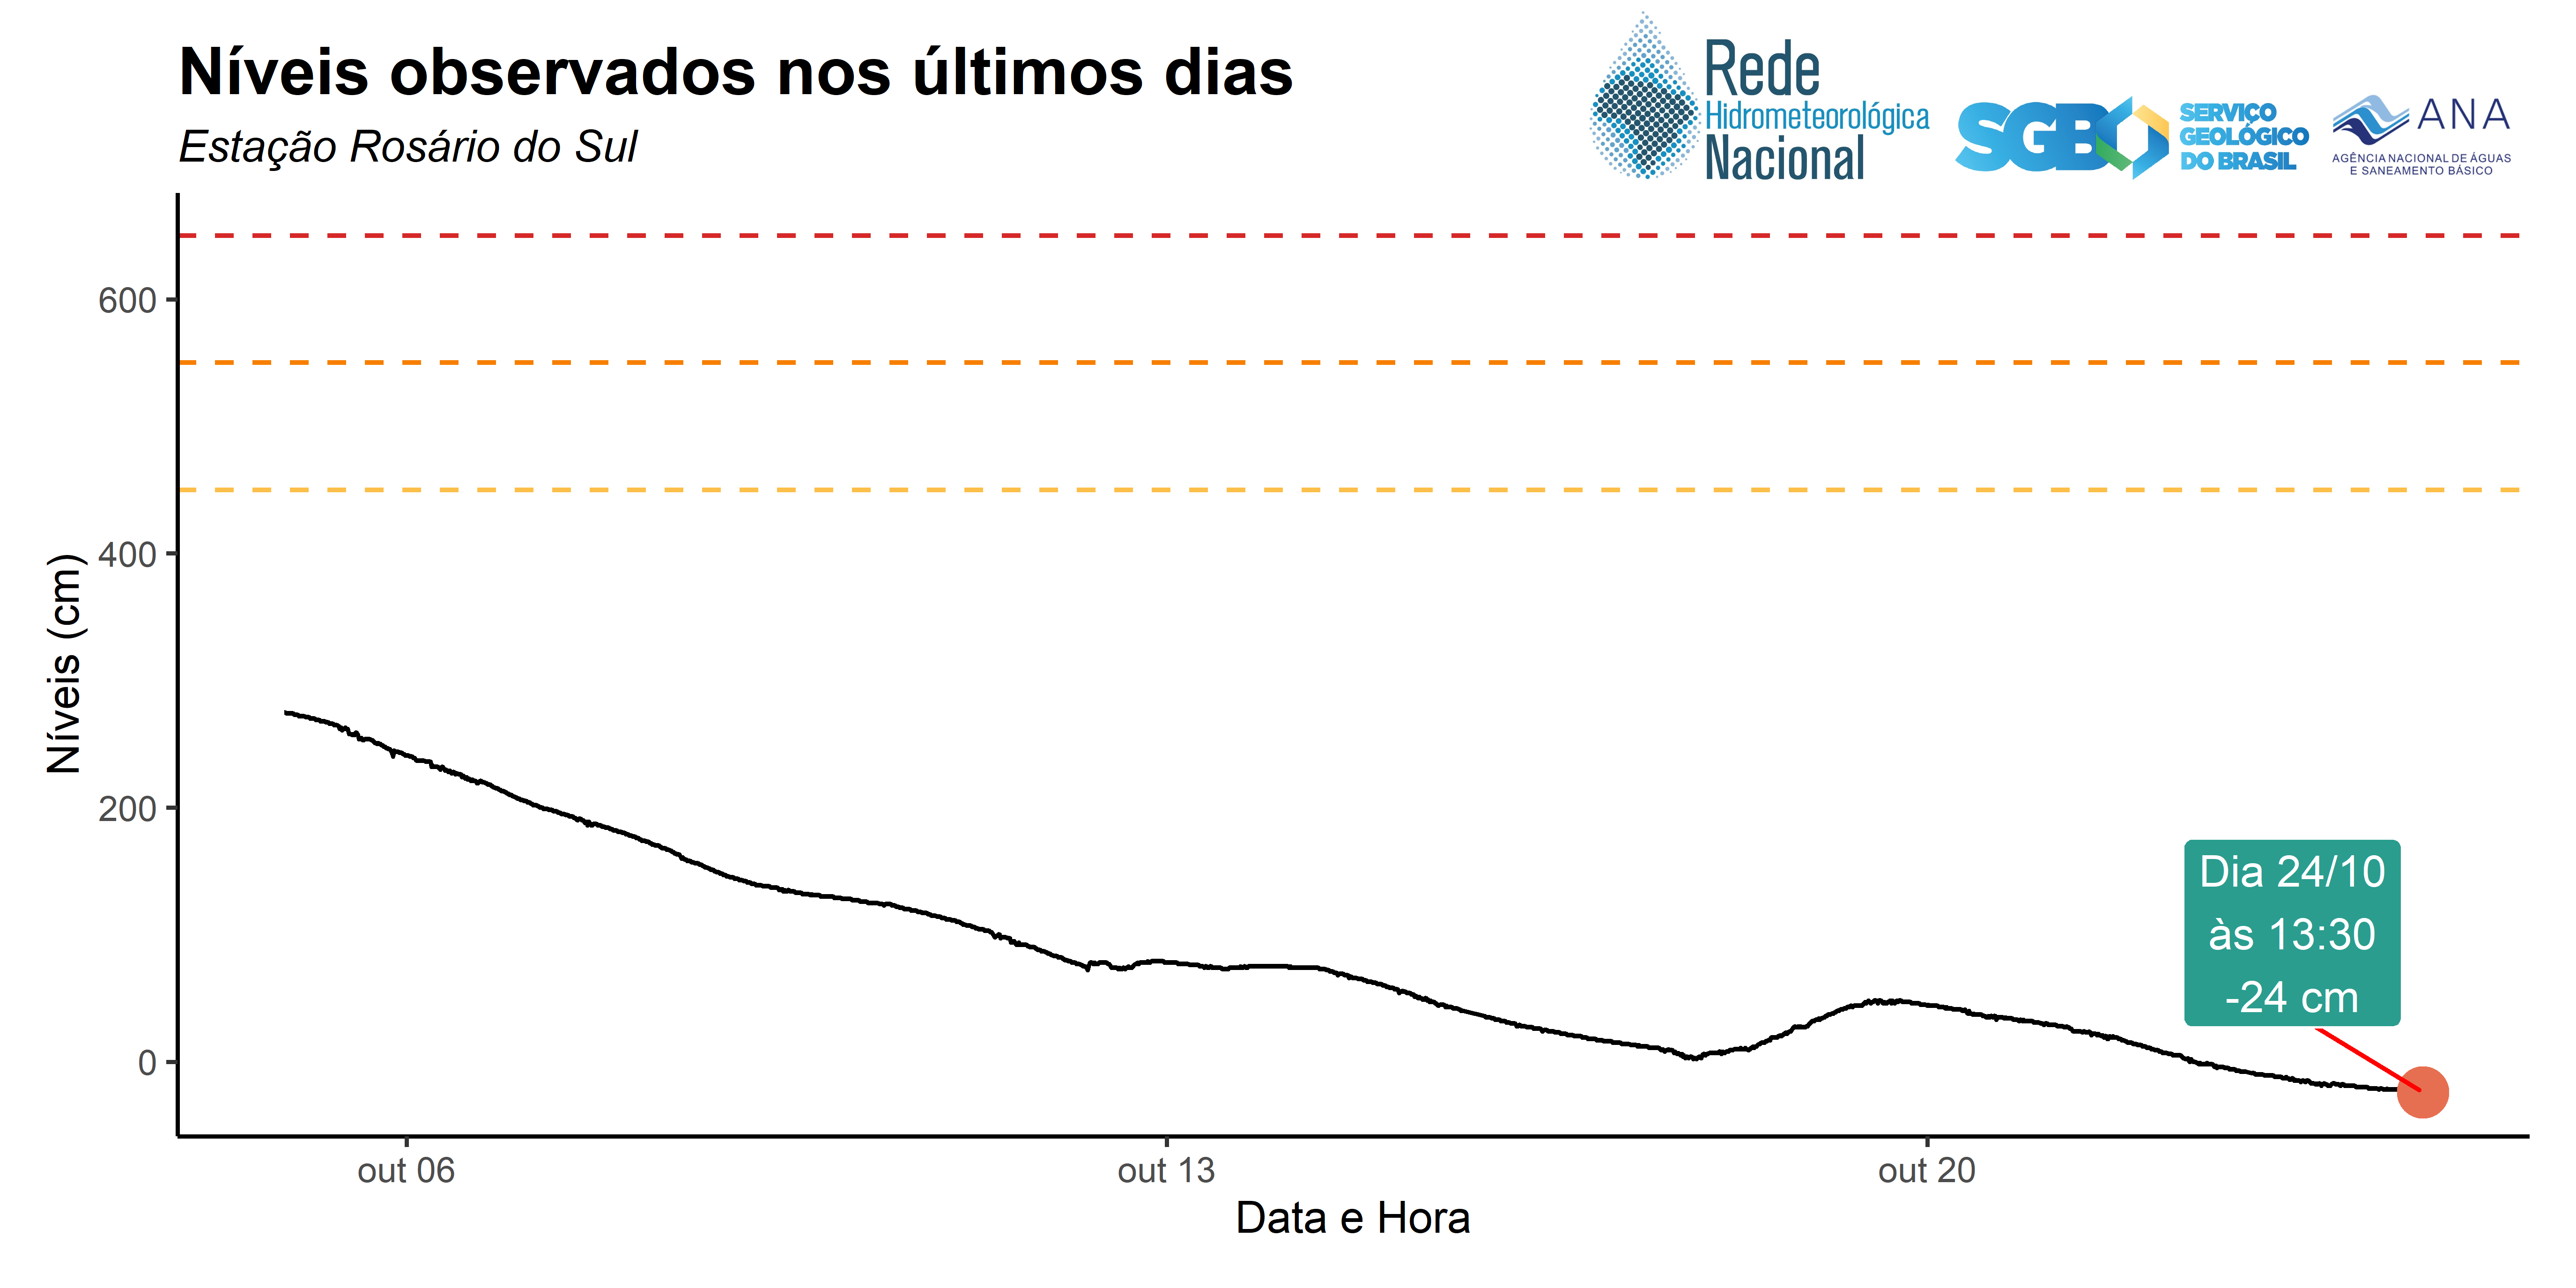 Níveis observados nos últimos dias
Estação Rosário do Sul
Rede
Hidrometeorológica
Nacional
SGB
SERVIÇO
GEOLÓGICO
DO BRASIL
ANA
AGÊNCIA NACIONAL DE ÁGUAS
E SANEAMENTO BÁSICO
Níveis (cm)
600
400
200
0
Dia 24/10
às 13:30
-24 cm
out 06
out 13
out 20
Data e Hora